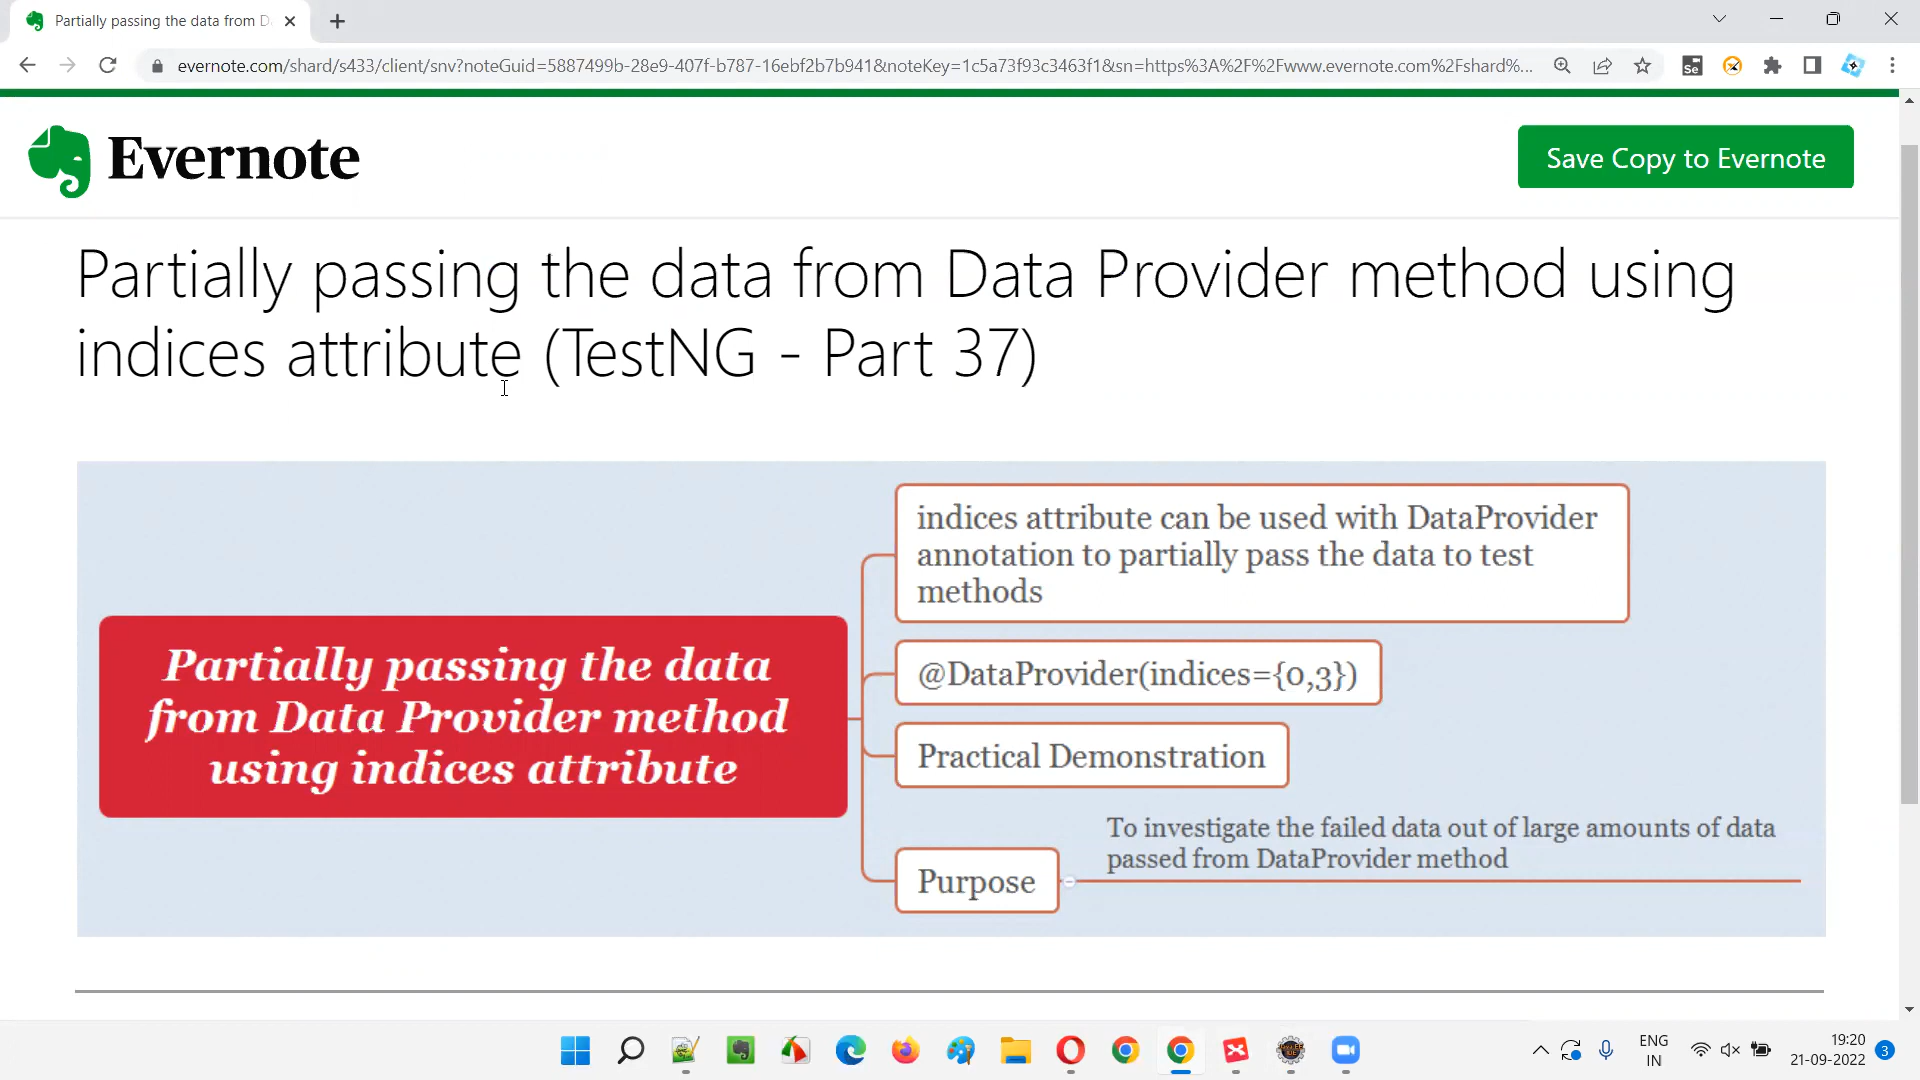 Partially passing the data from D
evernote.com/shard/s433/client/snv?noteGuid=5887499b-28e9-407f-b787-16ebf2b7b941&noteKey=1c5a73f93c3463f1&sn=https%3A%2F%2Fwww.evernote.com%2Fshard%...
Se
Evernote
Save Copy to Evernote
Partially passing the data from Data Provider method using
indices attribute (TestNG - Part 37)
indices attribute can be used with DataProvider
annotation to partially pass the data to test
methods
Partially passing the data
from Data Provider method
using indices attribute
@DataProvider(indices={0,3})
Practical Demonstration
To investigate the failed data out of large amounts of data
passed from DataProvider method
Purpose
ENG
IN
19:20
21-09-2022
3